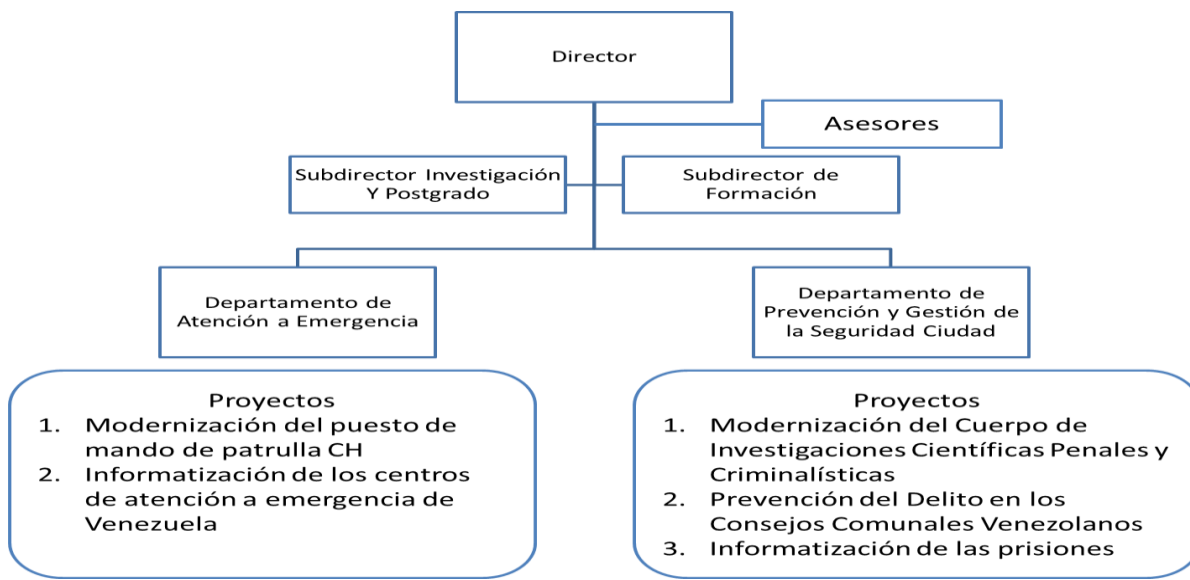 Director
Asesores
Subdirector Investigación
Y Postgrado
Subdirector de
Formación
Departamento de
Atención a Emergencia
Departamento de
Prevención y Gestión de
la Seguridad Ciudad
Proyectos
1. Modernización del puesto de
mando de patrulla CH
2. Informatización de los centros
de atención a emergencia de
Venezuela
Proyectos
1. Modernización del Cuerpo de
Investigaciones Científicas Penales y
Criminalísticas
2. Prevención del Delito en los
Consejos Comunales Venezolanos
3. Informatización de las prisiones